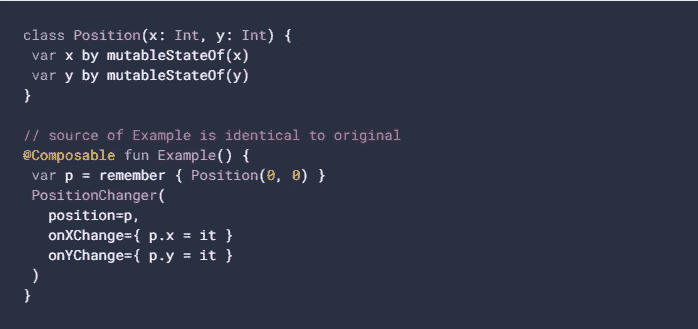 class Position(x: Int, y: Int) {
 var x by mutableStateOf(x)
 var y by mutableStateOf(y)
}
// source of Example is identical to original
@Composable fun Example() {
 var p = remember { Position(0, 0) }
 PositionChanger(
   position=p,
   onXChange={ p.x = it }
   onYChange={ p.y = it }
 )
}